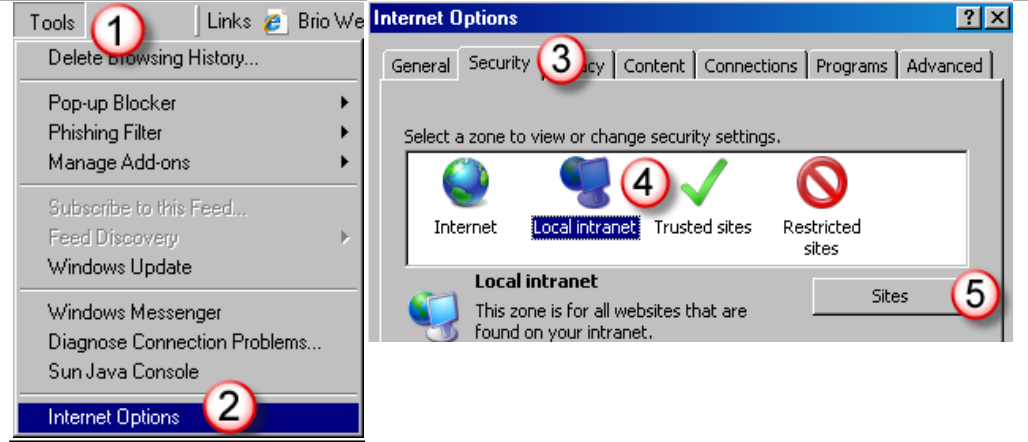 Tools
1
Links
Brio We
Delete Browsing History...
Pop-up Blocker
Phishing Filter
Manage Add-ons
Subscribe to this Feed...
Feed Discovery
Windows Update
Windows Messenger
Diagnose Connection Problems...
Sun Java Console
Internet Options
2
Internet Options
General
Security
3
Content
Connections
Programs
Advanced
Select a zone to view or change security settings.
4
Internet
Local intranet
Trusted sites
Restricted
sites
Local intranet
This zone is for all websites that are
found on your intranet.
Sites
5